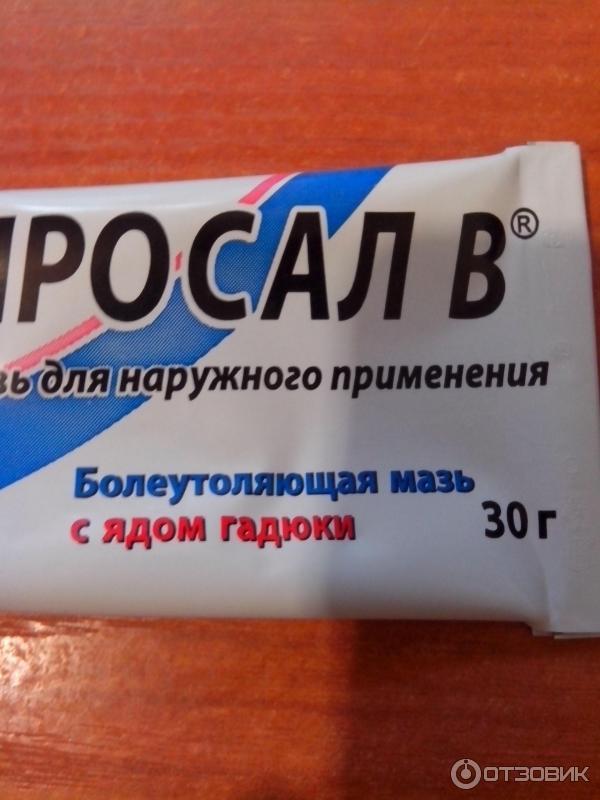 ПРОСАЛ В®
зь для наружного применения
Болеутоляющая мазь
с ядом гадюки
30 г
ОТЗОВИК